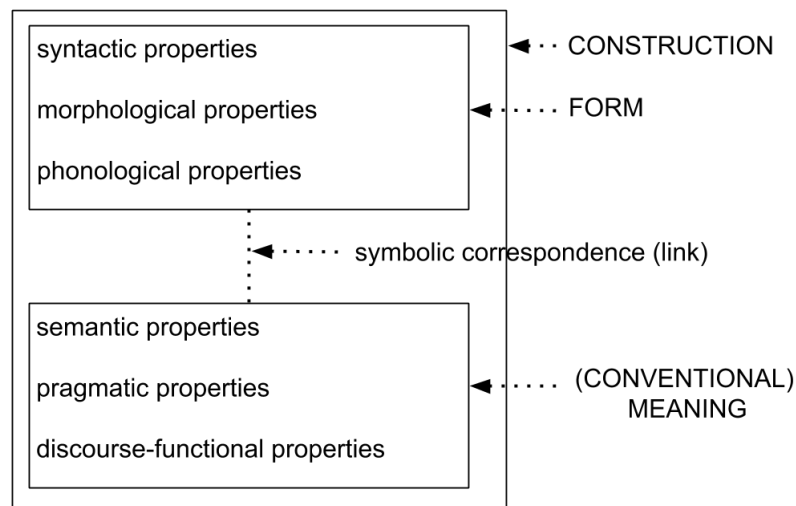 syntactic properties
CONSTRUCTION
morphological properties
FORM
phonological properties
symbolic correspondence (link)
semantic properties
pragmatic properties
(CONVENTIONAL)
MEANING
discourse-functional properties